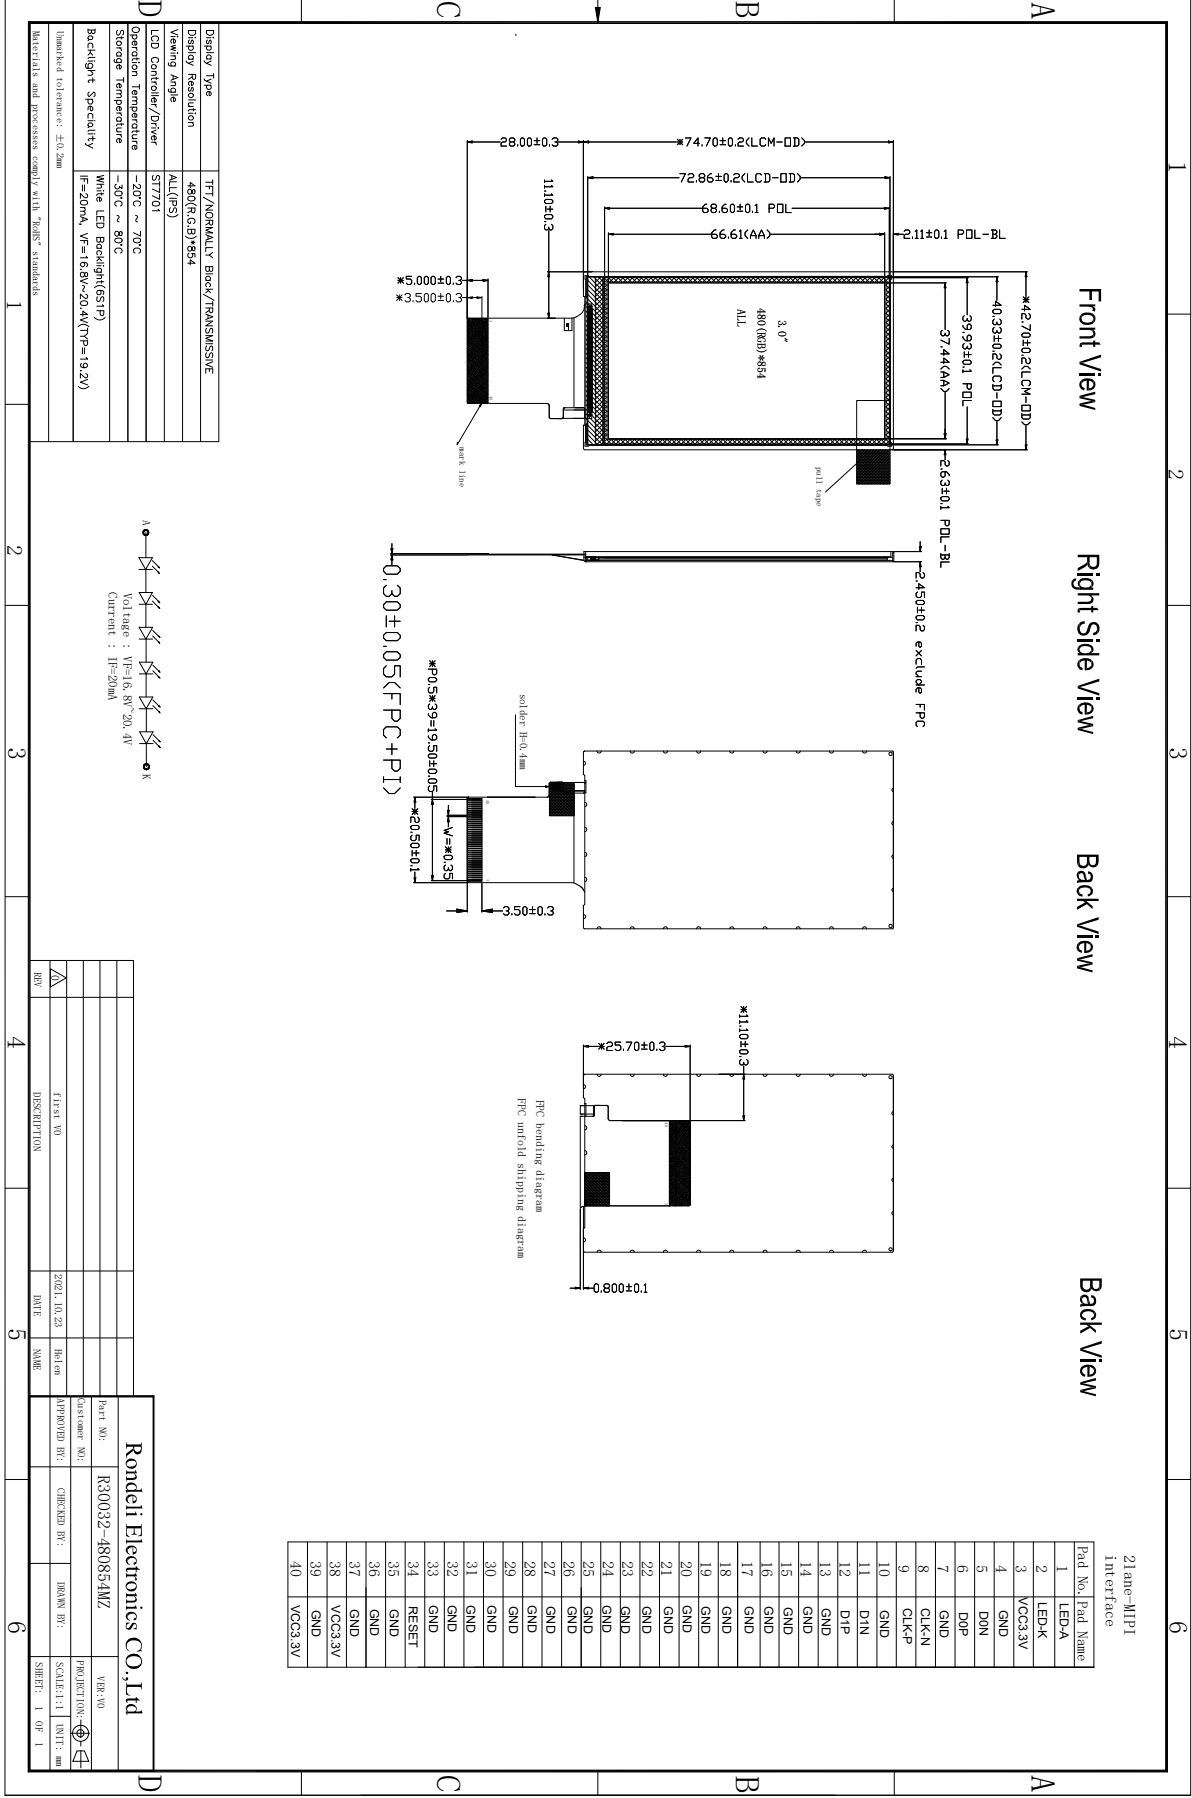 Front View
Right Side View
Back View
Back View
*42.70±0.2(LCM-OD)
40.33±0.2(LCD-OD)
39.93±0.1 POL
37.44(AA)
2.63±0.1 POL-BL
2.11±0.1 POL-BL
*74.70±0.2(LCM-OD)
72.86±0.2(LCD-OD)
68.60±0.1 POL
66.61(AA)
28.00±0.3
11.10±0.3
*5.000±0.3
*3.500±0.3
3.0"
480(RGB)*854
ALL
pull tape
mark line
2.450±0.2 exclude FPC
0.30±0.05(FPC+PI)
solder H=0.4mm
*P0.5*39=19.50±0.05
*20.50±0.1
W=*0.35
3.50±0.3
*11.10±0.3
*25.70±0.3
0.800±0.1
FPC bending diagram
FPC unfold shipping diagram
2lane-MIPI
interface
Pad No. Pad Name
1 LED-A
2 LED-K
3 VCC3.3V
4 GND
5 D0N
6 D0P
7 GND
8 CLK-N
9 CLK-P
10 GND
11 D1N
12 D1P
13 GND
14 GND
15 GND
16 GND
17 GND
18 GND
19 GND
20 GND
21 GND
22 GND
23 GND
24 GND
25 GND
26 GND
27 GND
28 GND
29 GND
30 GND
31 GND
32 GND
33 GND
34 RESET
35 GND
36 GND
37 GND
38 VCC3.3V
39 GND
40 VCC3.3V
Display Type TFT/NORMALLY Black/TRANSMISSIVE
Display Resolution 480(R.G.B)*854
Viewing Angle ALL(IPS)
LCD Controller/Driver ST7701
Operation Temperature -20°C ~ 70°C
Storage Temperature -30°C ~ 80°C
Backlight Speciality White LED Backlight(6S1P)
IF=20mA, VF=16.8V~20.4V(TYP=19.2V)
Unmarked tolerance: ±0.2mm
Materials and processes comply with "RoHS" standards
A
K
Voltage : VF=16.8V~20.4V
Current : IF=20mA
0 first V0 2021.10.23 Helen
REV DESCRIPTION DATE NAME
Rondeli Electronics CO.,Ltd
Part NO: R30032-480854MZ VER:V0
Customer NO: PROJECTION:
APPROVED BY: CHECKED BY: DRAWN BY: SCALE:1:1 UNIT: mm
SHEET: 1 OF 1
1 2 3 4 5 6
1 2 3 4 5 6
A B C D
A B C D